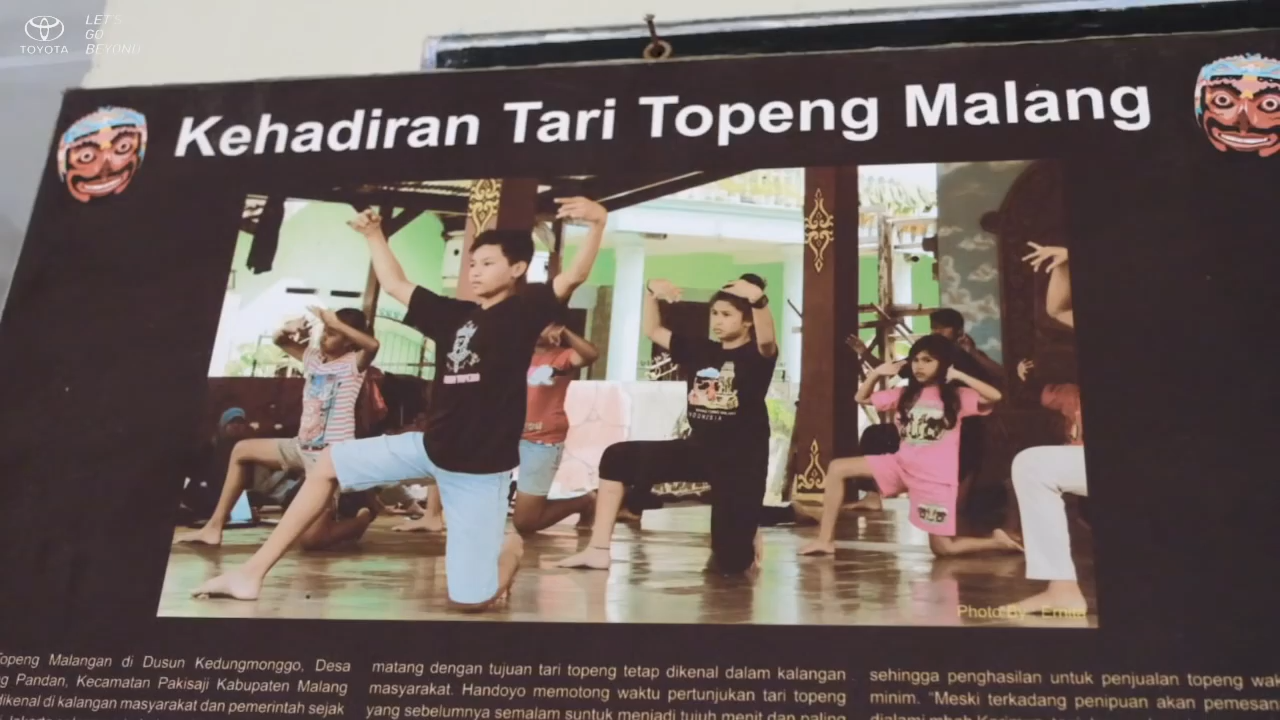 TOYOTA
LET'S
GO
BEYOND
Kehadiran Tari Topeng Malang
INDONESIA
Photo By : Ernita
Topeng Malangan di Dusun Kedungmonggo, Desa
Pandan, Kecamatan Pakisaji Kabupaten Malang
dikenal di kalangan masyarakat dan pemerintah sejak
matang dengan tujuan tari topeng tetap dikenal dalam kalangan
masyarakat. Handoyo memotong waktu pertunjukan tari topeng
yang sebelumnya semalam suntuk menjadi tujuh menit dan paling
sehingga penghasilan untuk penjualan topeng
minim. "Meski terkadang penipuan akan